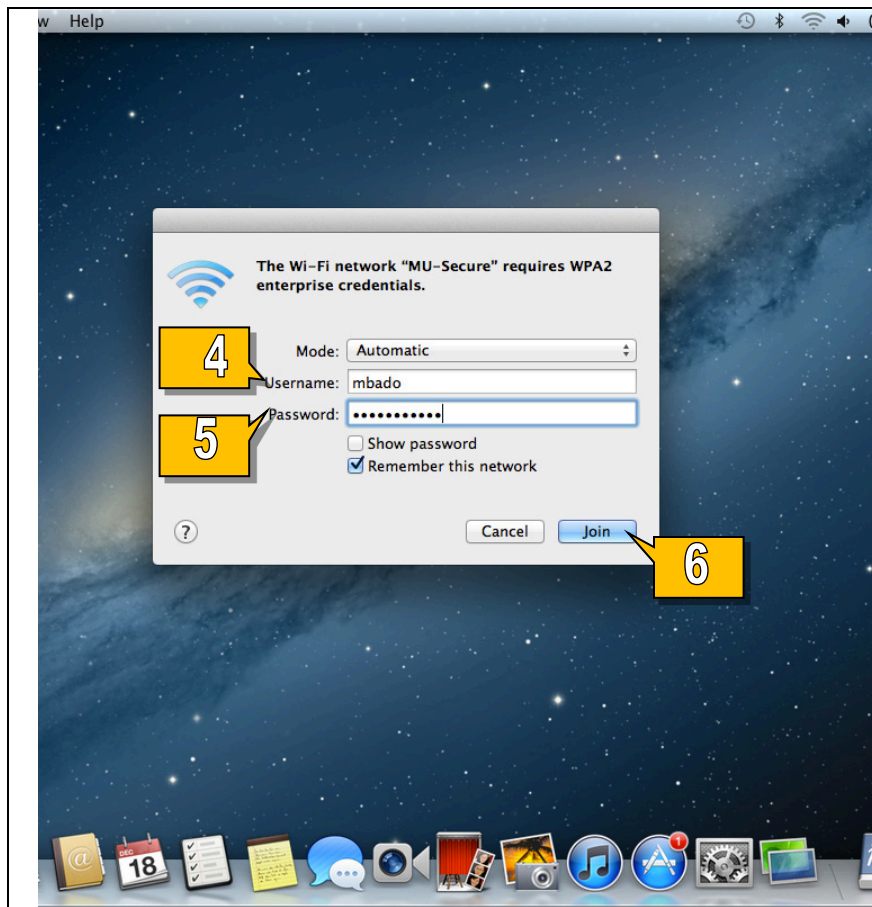 w Help
The Wi-Fi network “MU-Secure” requires WPA2
enterprise credentials.
4
Mode: Automatic
Username: mbado
5
Password: •••••••••••
Show password
Remember this network
?
Cancel Join
6
@
DEC
18
1